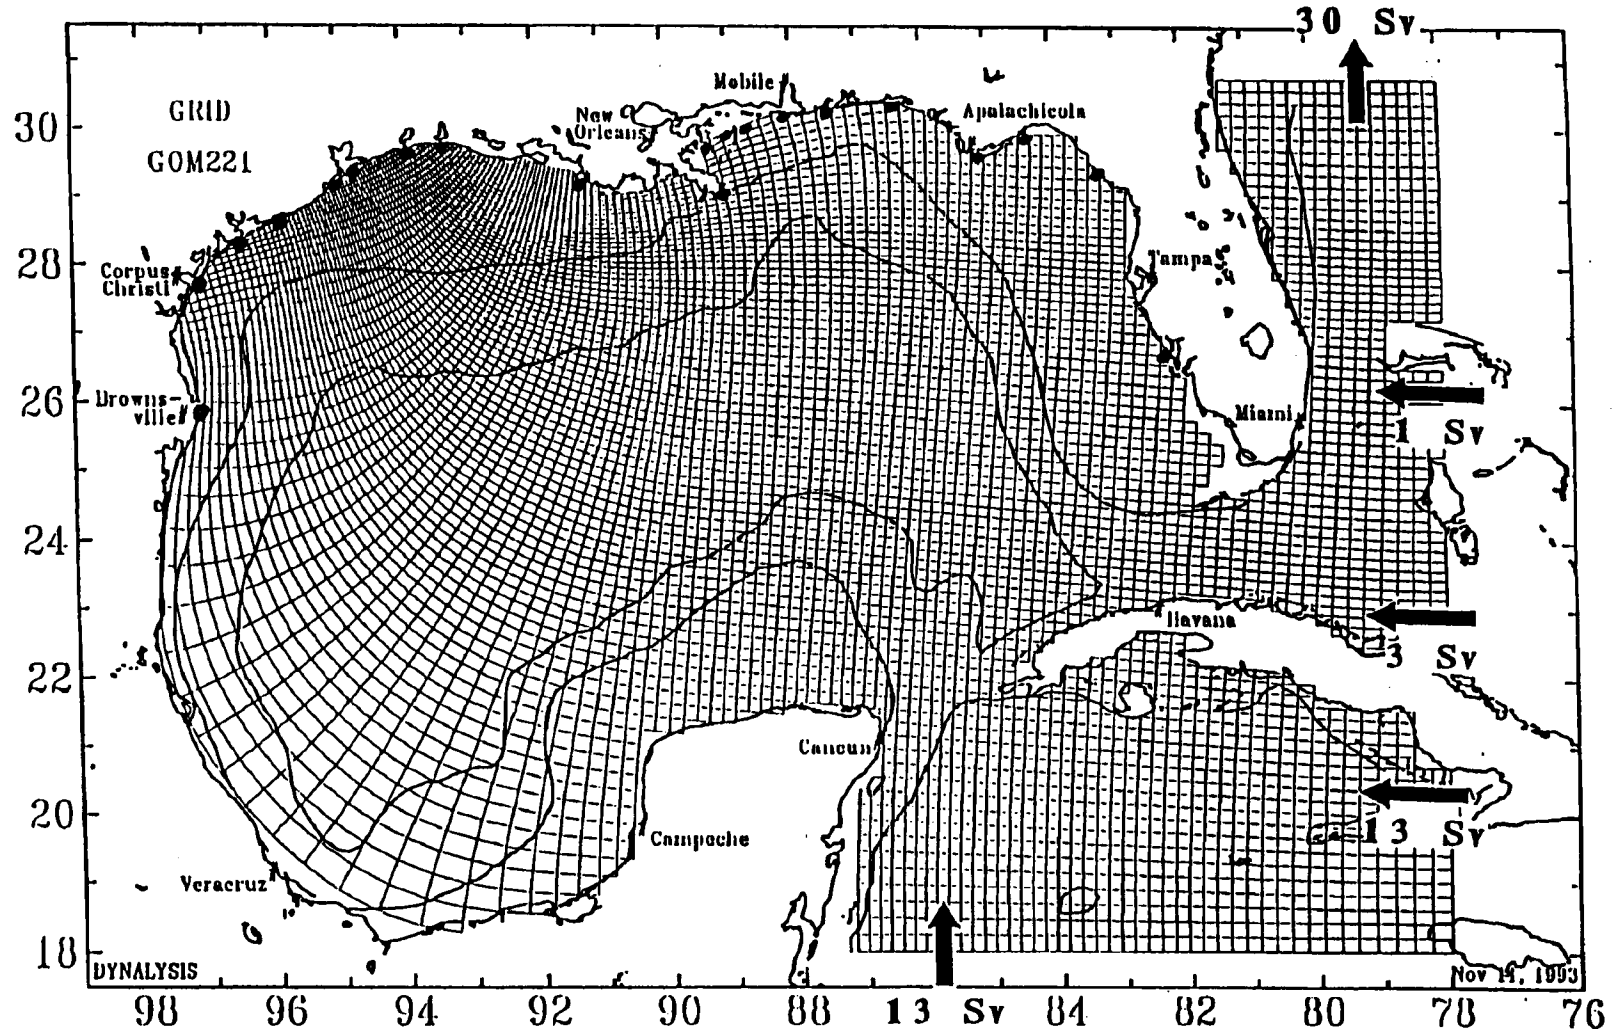 30 Sv
GRID
GOM221
Mobile
New
Orleans
Apalachicola
30
28
Corpus
Christi
Tampa
26
Browns-
ville
Miami
1 Sv
24
Havana
3 Sv
22
Cancun
20
13 Sv
Campeche
Veracruz
18
DYNALYSIS
Nov 11, 1993
98 96 94 92 90 88 13 Sv 84 82 80 78 76